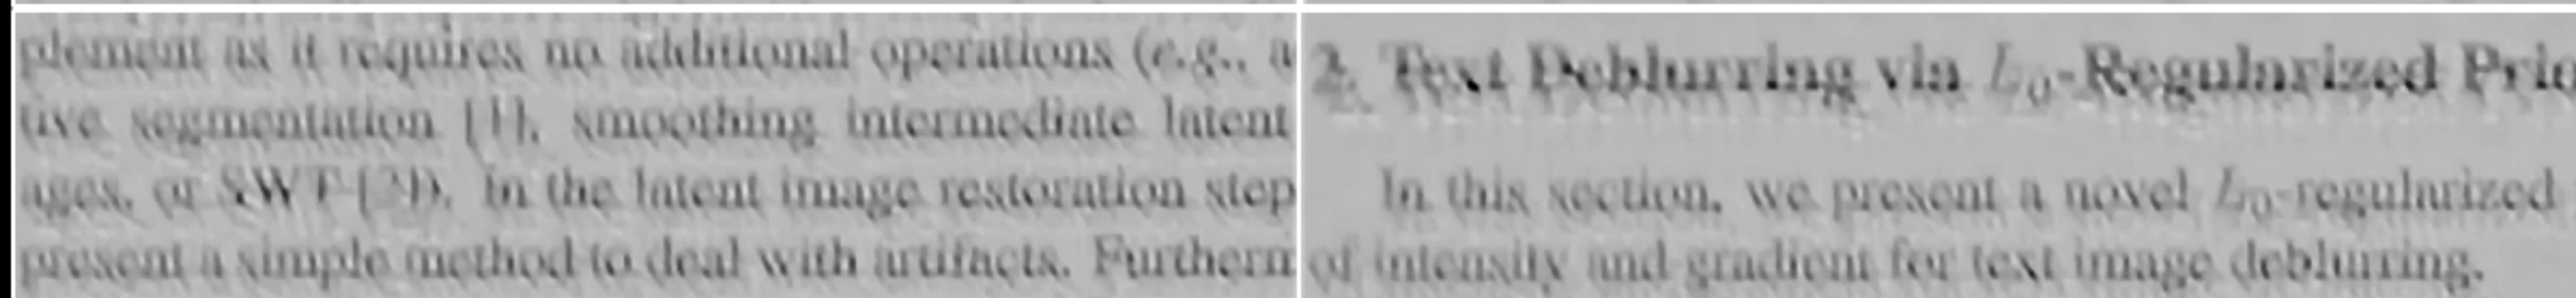 plement as it requires no additional operations (e.g., a
tive segmentation [1], smoothing intermediate latent
ages, or SWT [3]). In the latent image restoration step
present a simple method to deal with artifacts. Furtherm
2. Text Deblurring via L₀-Regularized Prio
In this section, we present a novel L₀-regularized
of intensity and gradient for text image deblurring.